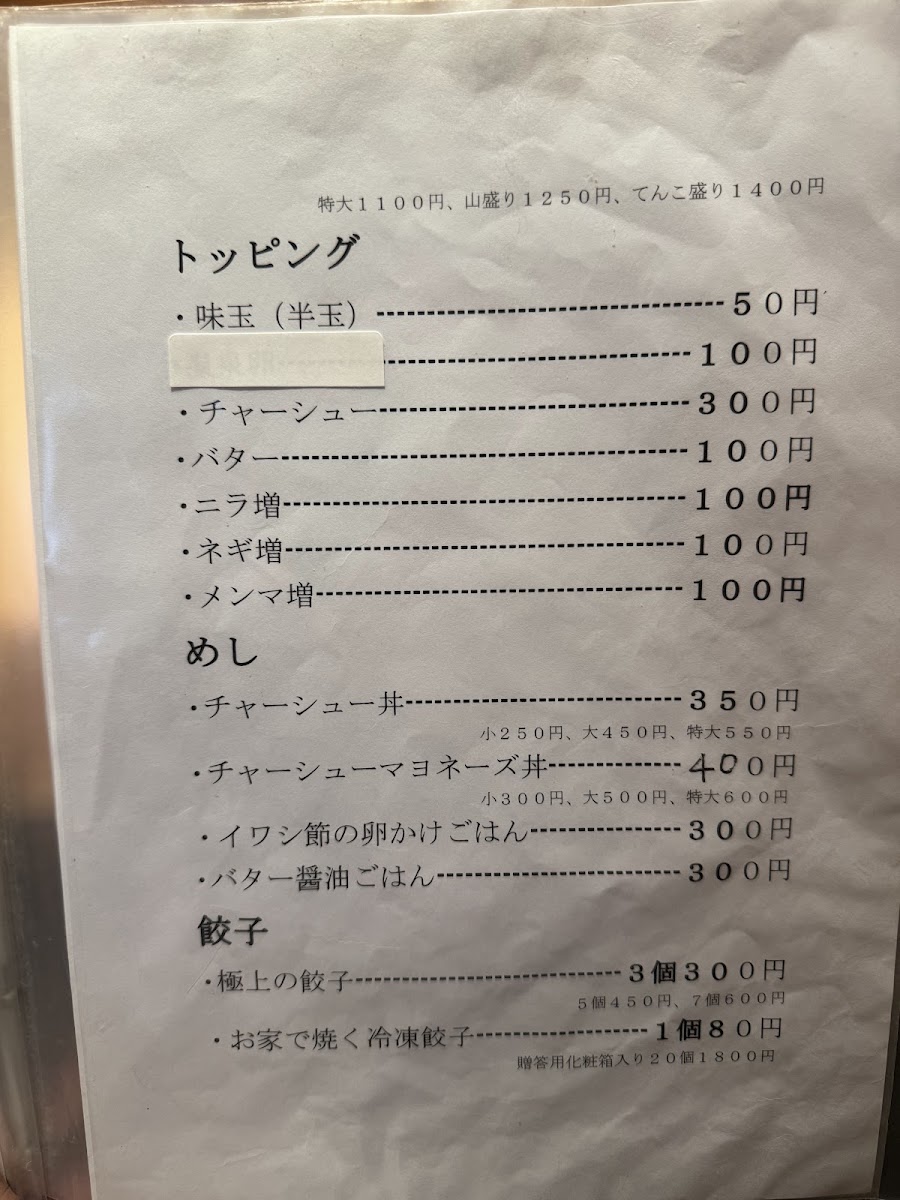 特大１１００円、山盛り１２５０円、てんこ盛り１４００円
トッピング
・味玉（半玉）------------------------５０円
------------------------１００円
・チャーシュー------------------------３００円
・バター------------------------１００円
・ニラ増------------------------１００円
・ネギ増------------------------１００円
・メンマ増------------------------１００円
めし
・チャーシュー丼------------------------３５０円
小２５０円、大４５０円、特大５５０円
・チャーシューマヨネーズ丼------------４００円
小３００円、大５００円、特大６００円
・イワシ節の卵かけごはん--------------３００円
・バター醤油ごはん----------------------３００円
餃子
・極上の餃子------------------------３個３００円
５個４５０円、７個６００円
・お家で焼く冷凍餃子----------------１個８０円
贈答用化粧箱入り２０個１８００円